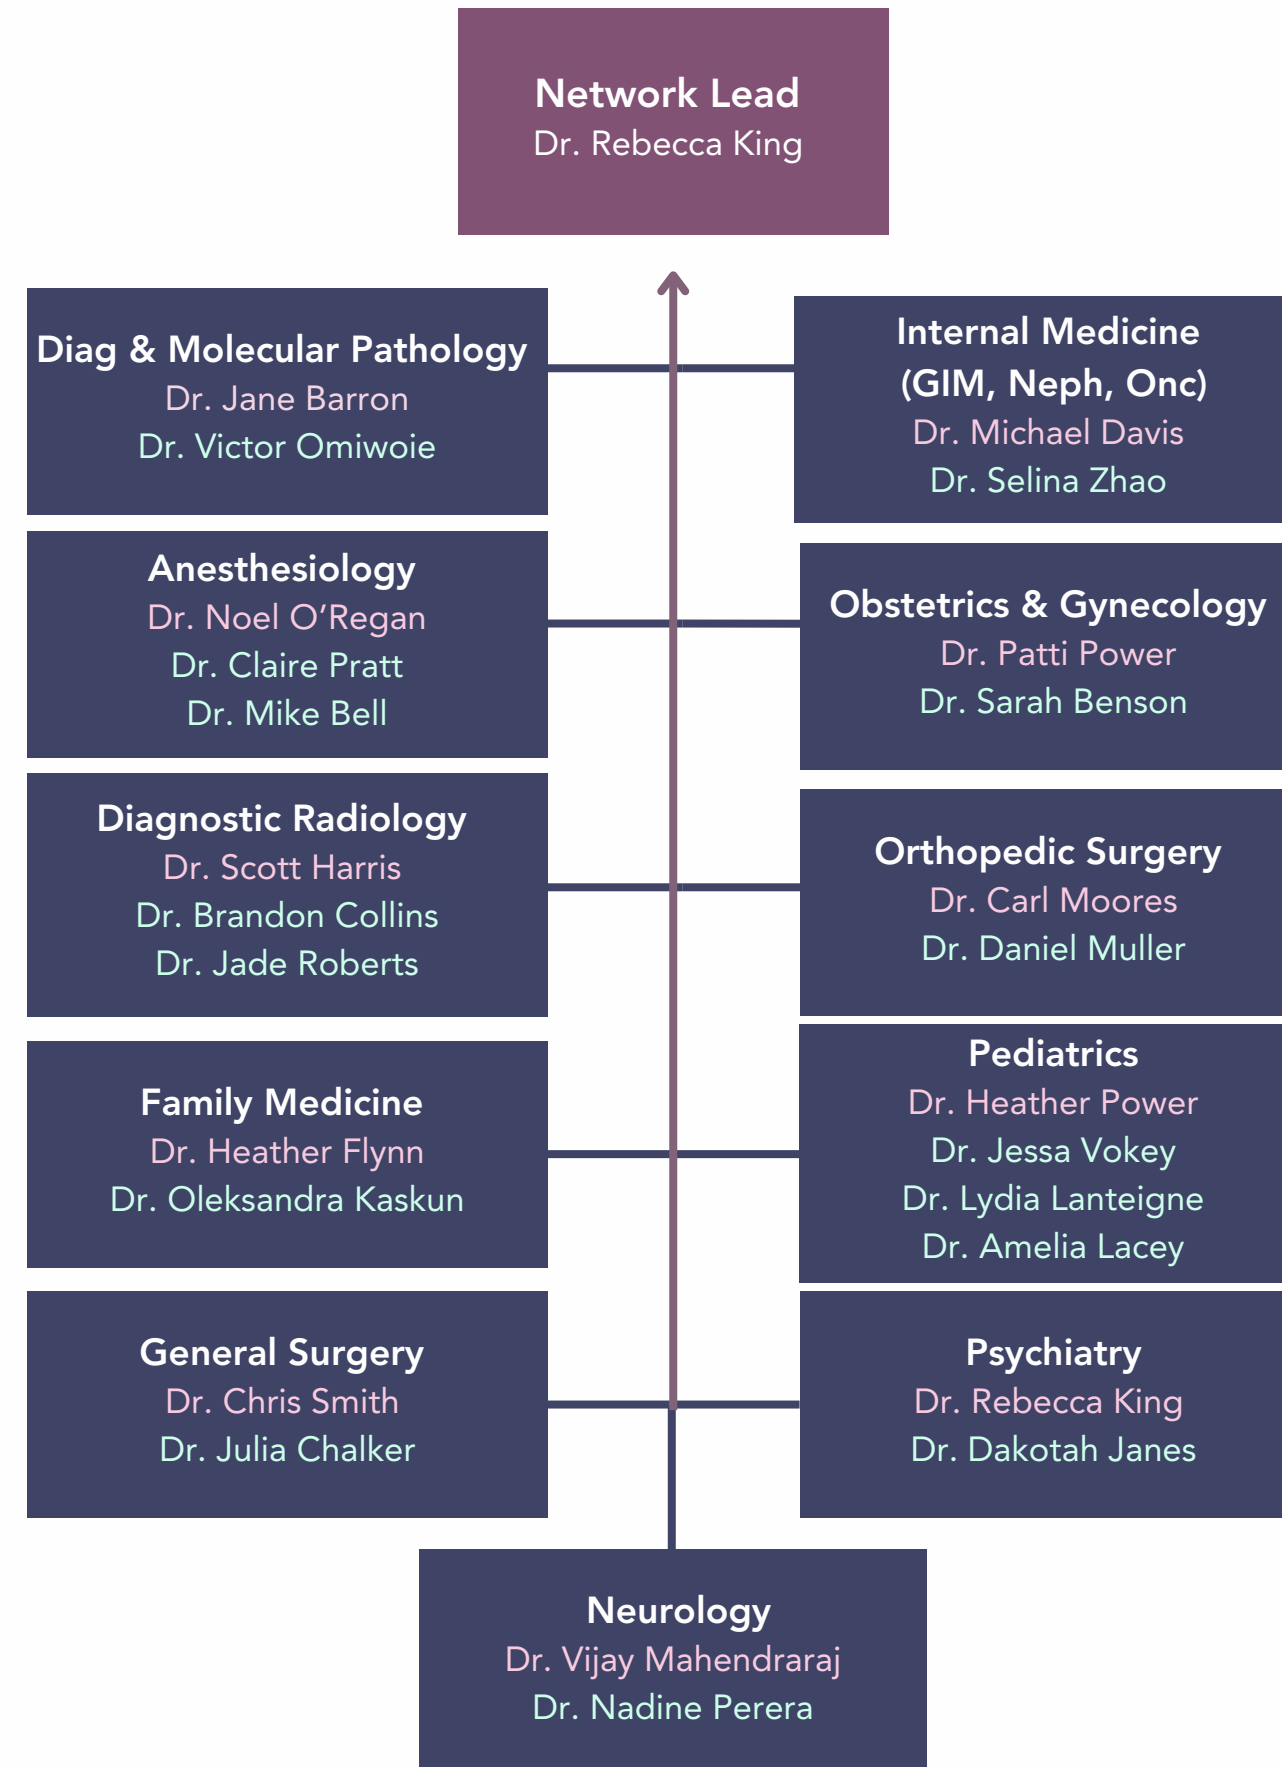 Network Lead
Dr. Rebecca King
Diag & Molecular Pathology
Dr. Jane Barron
Dr. Victor Omiwoie
Internal Medicine
(GIM, Neph, Onc)
Dr. Michael Davis
Dr. Selina Zhao
Anesthesiology
Dr. Noel O’Regan
Dr. Claire Pratt
Dr. Mike Bell
Obstetrics & Gynecology
Dr. Patti Power
Dr. Sarah Benson
Diagnostic Radiology
Dr. Scott Harris
Dr. Brandon Collins
Dr. Jade Roberts
Orthopedic Surgery
Dr. Carl Moores
Dr. Daniel Muller
Family Medicine
Dr. Heather Flynn
Dr. Oleksandra Kaskun
Pediatrics
Dr. Heather Power
Dr. Jessa Vokey
Dr. Lydia Lanteigne
Dr. Amelia Lacey
General Surgery
Dr. Chris Smith
Dr. Julia Chalker
Psychiatry
Dr. Rebecca King
Dr. Dakotah Janes
Neurology
Dr. Vijay Mahendraraj
Dr. Nadine Perera